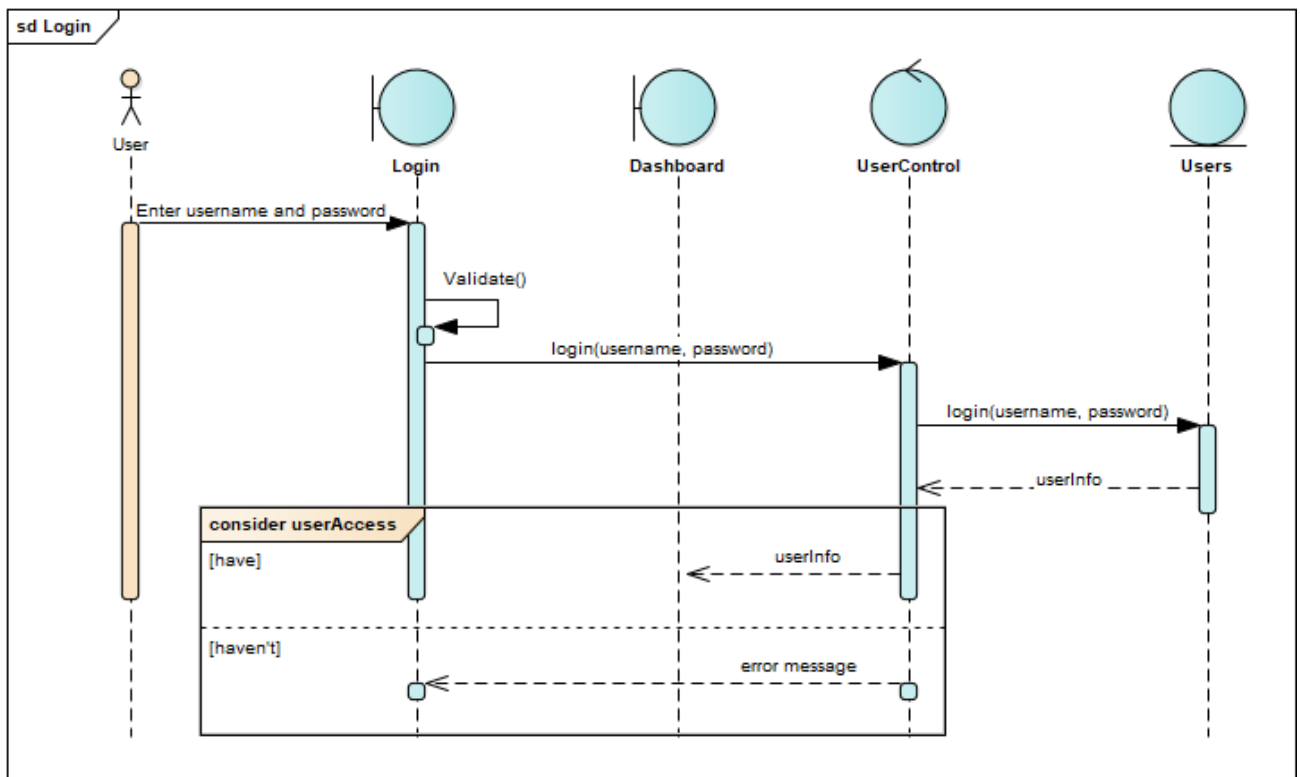 sd Login
User
Login
Dashboard
UserControl
Users
Enter username and password
Validate()
login(username, password)
login(username, password)
userInfo
consider userAccess
[have]
userInfo
[haven't]
error message